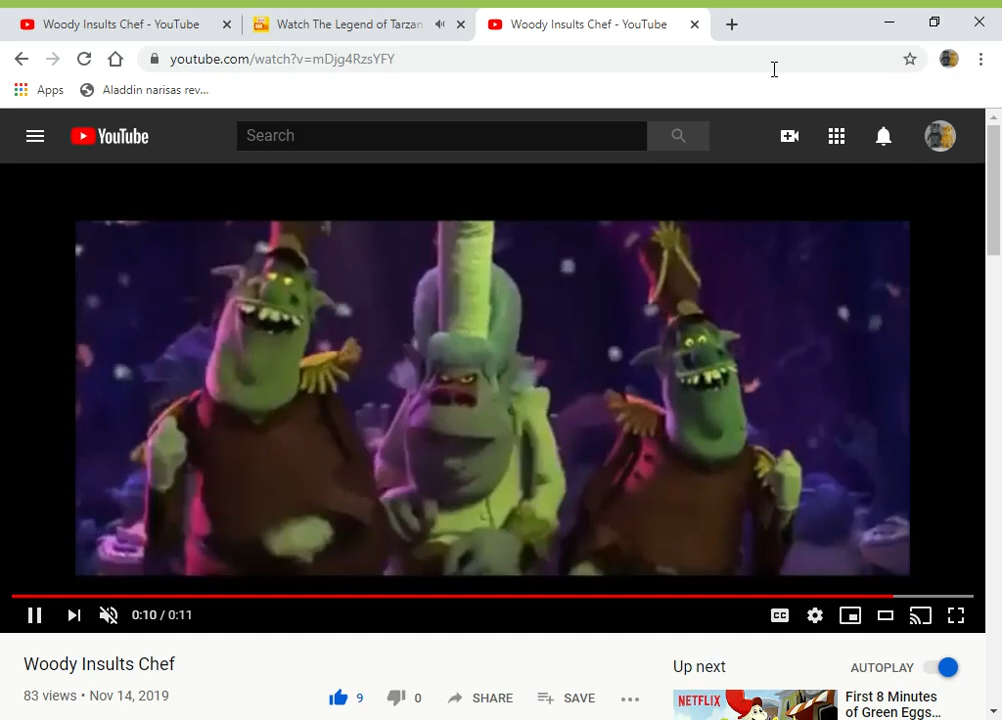 Woody Insults Chef - YouTube
Watch The Legend of Tarzan
Woody Insults Chef - YouTube
youtube.com/watch?v=mDjg4RzsYFY
Apps
Aladdin narisas rev...
YouTube
Search
0:10 / 0:11
CC
Woody Insults Chef
83 views • Nov 14, 2019
9
0
SHARE
SAVE
Up next
AUTOPLAY
NETFLIX
First 8 Minutes
of Green Eggs...